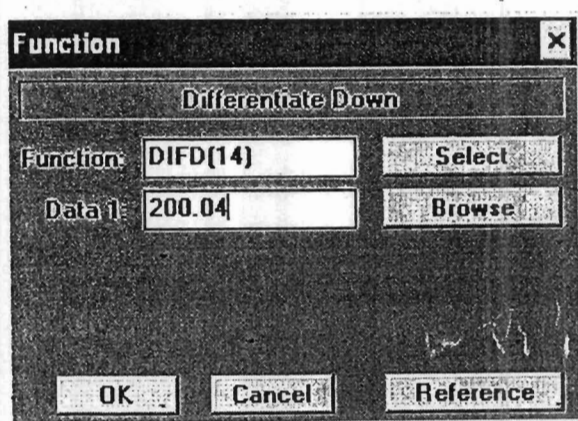 Function
Differentiate Down
Function: DIFD(14) Select
Data 1: 200.04 Browse
OK Cancel Reference